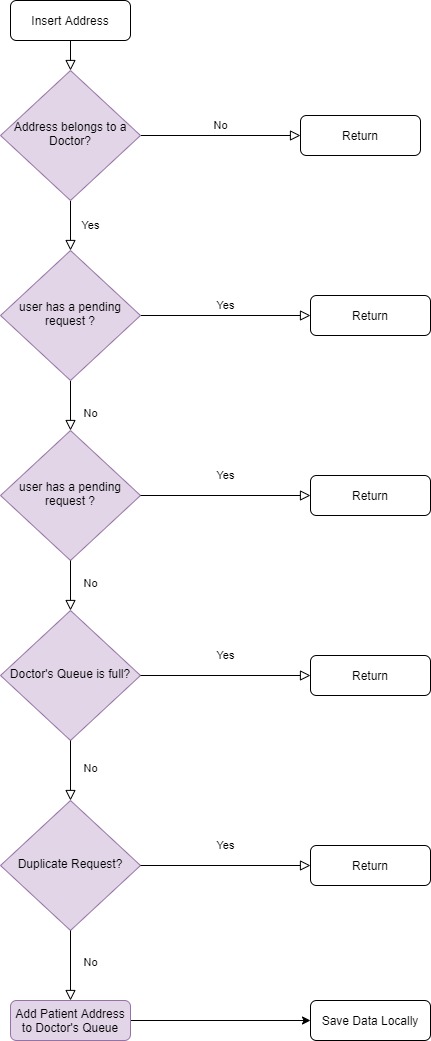 Insert Address
Address belongs to a
Doctor?
No
Return
Yes
user has a pending
request ?
Yes
Return
No
user has a pending
request ?
Yes
Return
No
Doctor's Queue is full?
Yes
Return
No
Duplicate Request?
Yes
Return
No
Add Patient Address
to Doctor's Queue
Save Data Locally